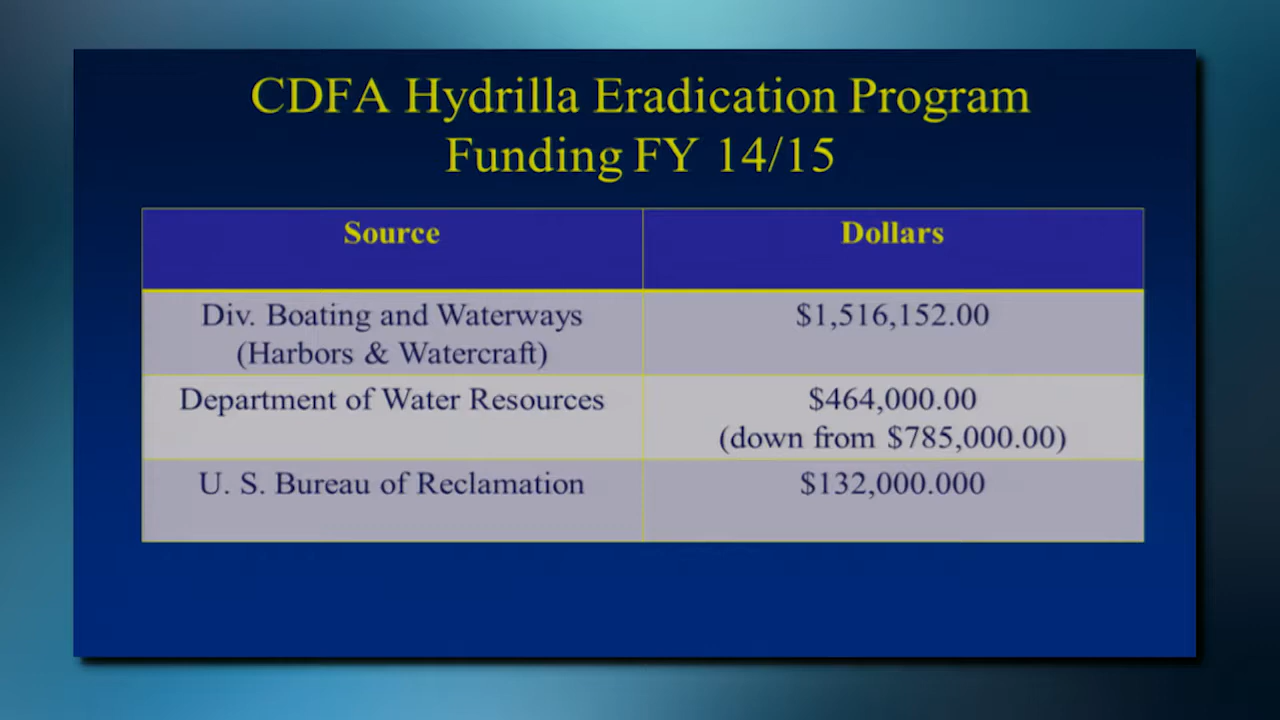 CDFA Hydrilla Eradication Program
Funding FY 14/15
Source
Dollars
Div. Boating and Waterways
(Harbors & Watercraft)
$1,516,152.00
Department of Water Resources
$464,000.00
(down from $785,000.00)
U. S. Bureau of Reclamation
$132,000.000